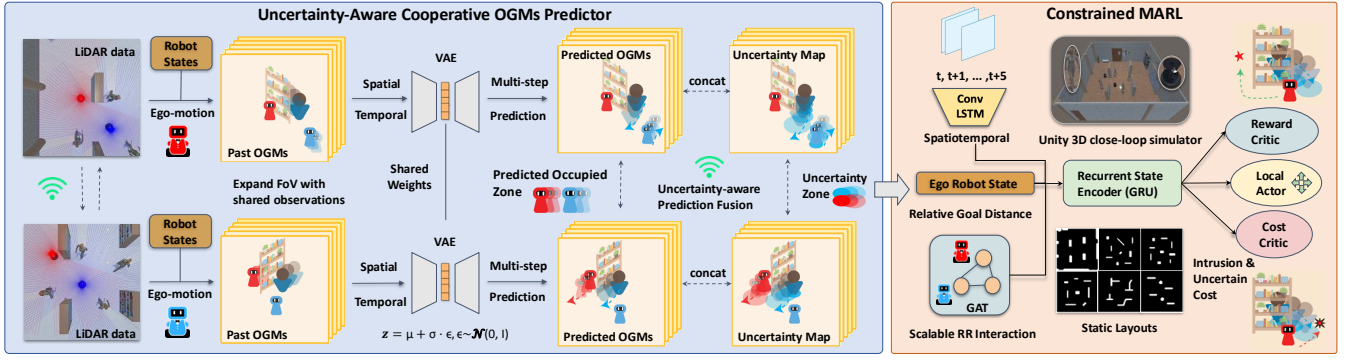 Uncertainty-Aware Cooperative OGMs Predictor
LiDAR data
Robot
States
Ego-motion
Past OGMs
Spatial
Temporal
VAE
Multi-step
Prediction
Predicted OGMs
concat
Uncertainty Map
Expand FoV with
shared observations
Shared
Weights
Predicted Occupied
Zone
Uncertainty-aware
Prediction Fusion
Uncertainty
Zone
LiDAR data
Robot
States
Ego-motion
Past OGMs
Spatial
Temporal
VAE
Multi-step
Prediction
z = μ + σ · ϵ, ϵ~𝓝(0, I)
Predicted OGMs
concat
Uncertainty Map
Constrained MARL
t, t+1, ... ,t+5
Conv
LSTM
Spatiotemporal
Unity 3D close-loop simulator
Ego Robot State
Relative Goal Distance
Recurrent State
Encoder (GRU)
Reward
Critic
Local
Actor
Cost
Critic
GAT
Scalable RR Interaction
Static Layouts
Intrusion &
Uncertain
Cost